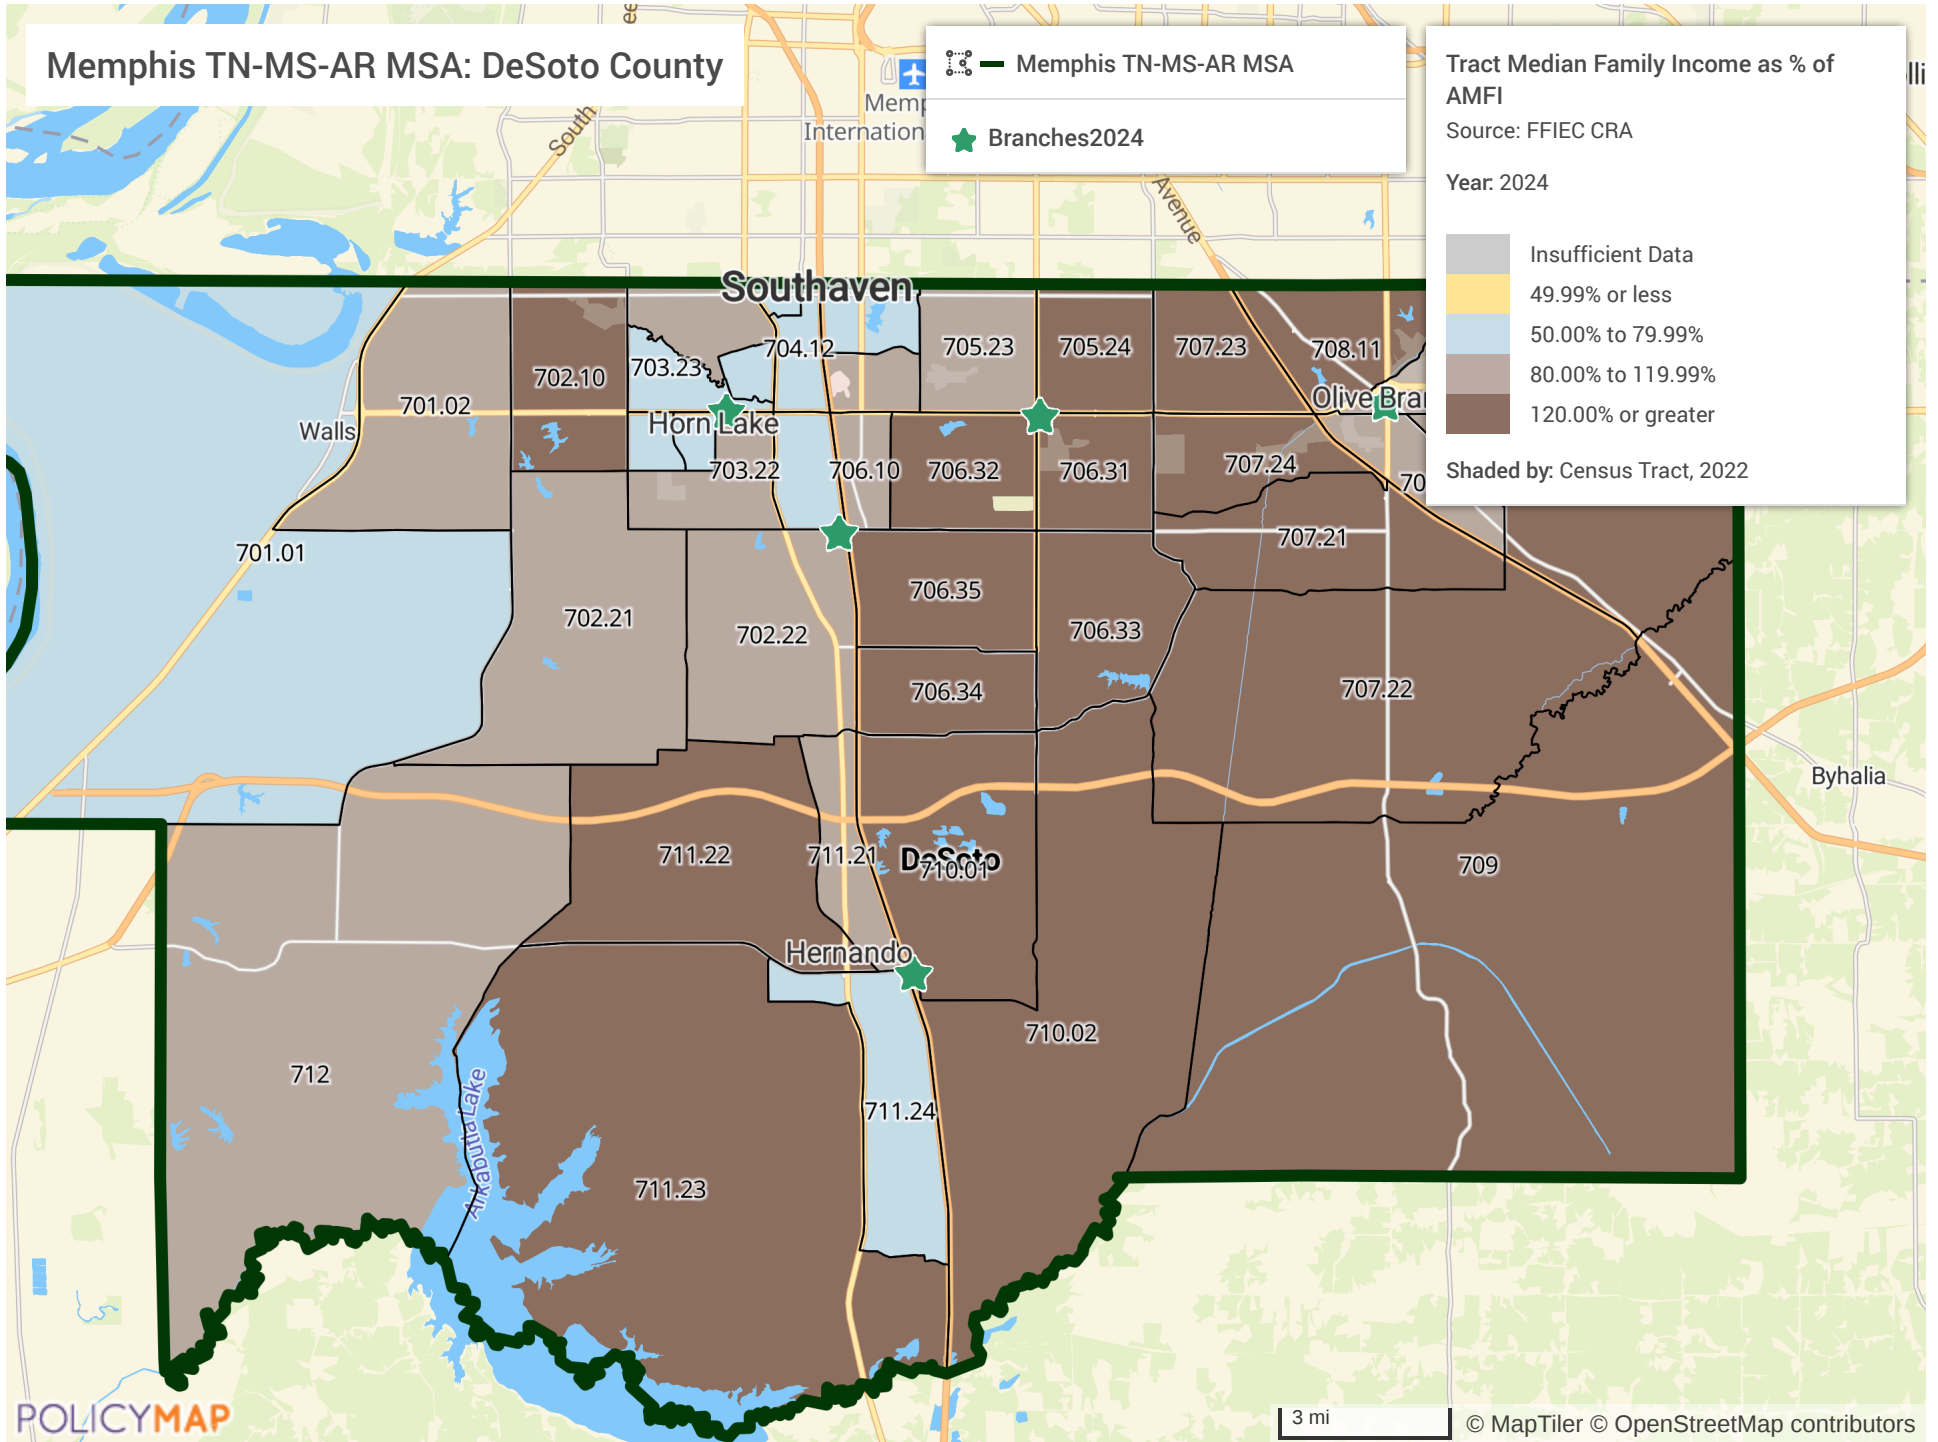 Memphis TN-MS-AR MSA: DeSoto County
Memphis TN-MS-AR MSA
Branches2024
Tract Median Family Income as % of
AMFI
Source: FFIEC CRA
Year: 2024
Insufficient Data
49.99% or less
50.00% to 79.99%
80.00% to 119.99%
120.00% or greater
Shaded by: Census Tract, 2022
South
Memp
Internation
Avenue
Southaven
704.12
705.23
705.24
707.23
708.11
703.23
702.10
701.02
Olive Bran
Walls
Horn Lake
703.22
706.10
706.32
706.31
707.24
70
701.01
707.21
706.35
702.21
702.22
706.33
706.34
707.22
Byhalia
711.22
711.21
DeSoto
710.01
709
Hernando
710.02
712
Arkabutla Lake
711.24
711.23
POLICYMAP
3 mi
© MapTiler © OpenStreetMap contributors